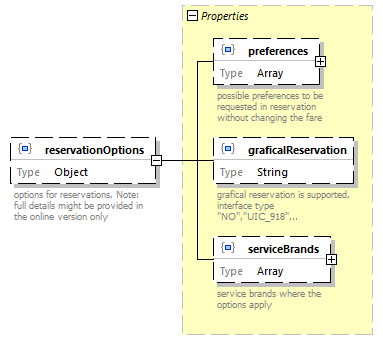 Properties
preferences
Type Array
possible preferences to be
requested in reservation
without changing the fare
reservationOptions
Type Object
options for reservations, Note:
full details might be provided in
the online version only
graficalReservation
Type String
grafical reservation is supported,
interface type
"NO","UIC_918"...
serviceBrands
Type Array
service brands where the
options apply